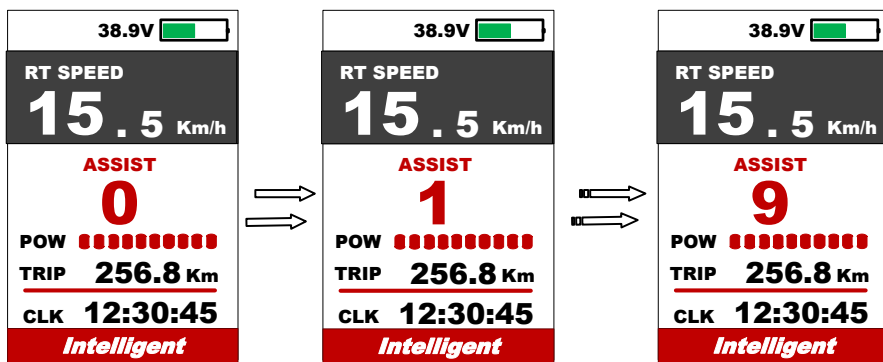 38.9V
RT SPEED
15.5 Km/h
ASSIST
0
POW
TRIP 256.8 Km
CLK 12:30:45
Intelligent
38.9V
RT SPEED
15.5 Km/h
ASSIST
1
POW
TRIP 256.8 Km
CLK 12:30:45
Intelligent
38.9V
RT SPEED
15.5 Km/h
ASSIST
9
POW
TRIP 256.8 Km
CLK 12:30:45
Intelligent